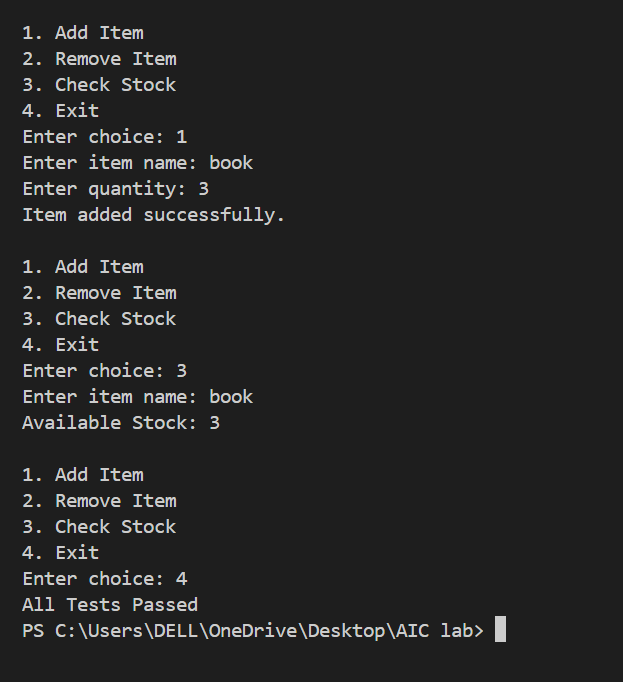 1. Add Item
2. Remove Item
3. Check Stock
4. Exit
Enter choice: 1
Enter item name: book
Enter quantity: 3
Item added successfully.

1. Add Item
2. Remove Item
3. Check Stock
4. Exit
Enter choice: 3
Enter item name: book
Available Stock: 3

1. Add Item
2. Remove Item
3. Check Stock
4. Exit
Enter choice: 4
All Tests Passed
PS C:\Users\DELL\OneDrive\Desktop\AIC lab>